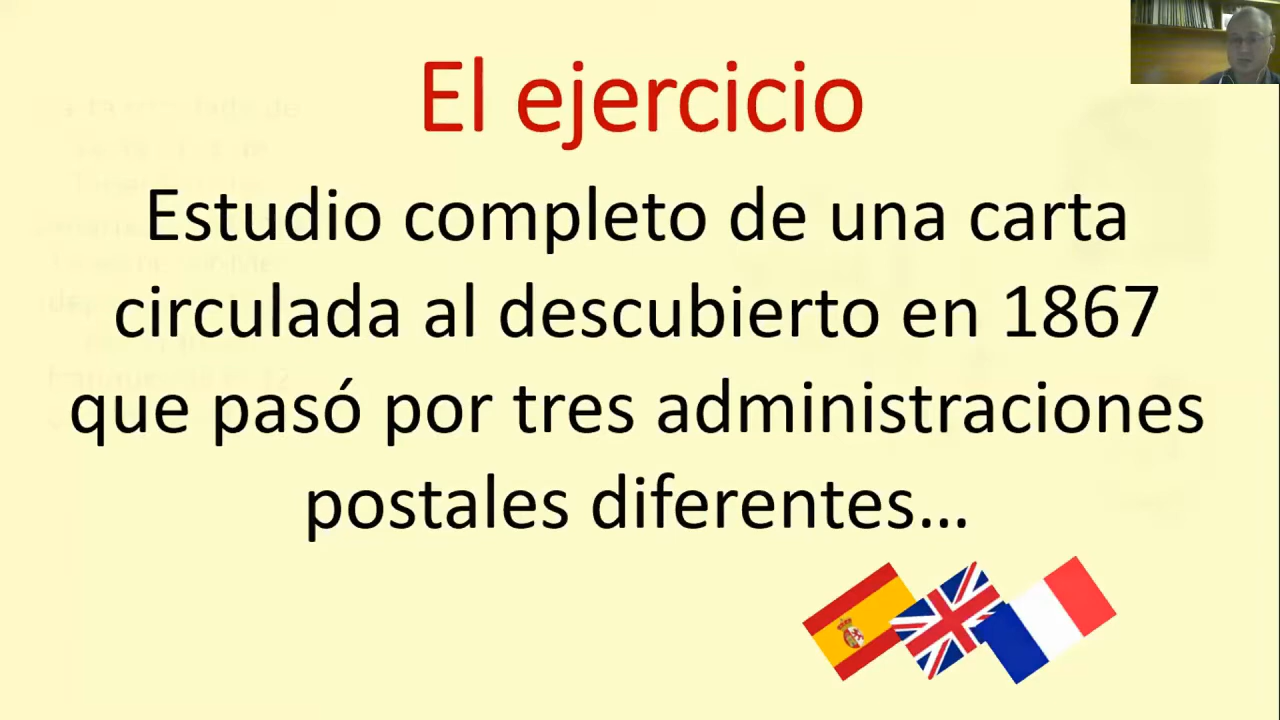 El ejercicio
Estudio completo de una carta
circulada al descubierto en 1867
que pasó por tres administraciones
postales diferentes...